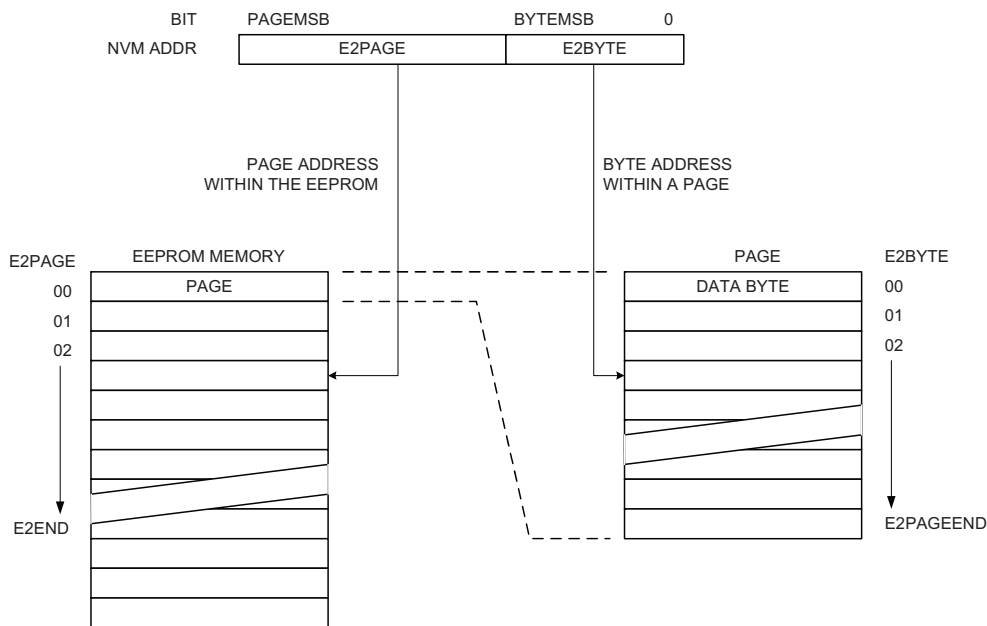 BIT PAGEMSB BYTEMSB 0
NVM ADDR E2PAGE E2BYTE
PAGE ADDRESS
WITHIN THE EEPROM
BYTE ADDRESS
WITHIN A PAGE
E2PAGE EEPROM MEMORY
00 PAGE
01
02
E2END
PAGE E2BYTE
DATA BYTE 00
01
02
E2PAGEEND